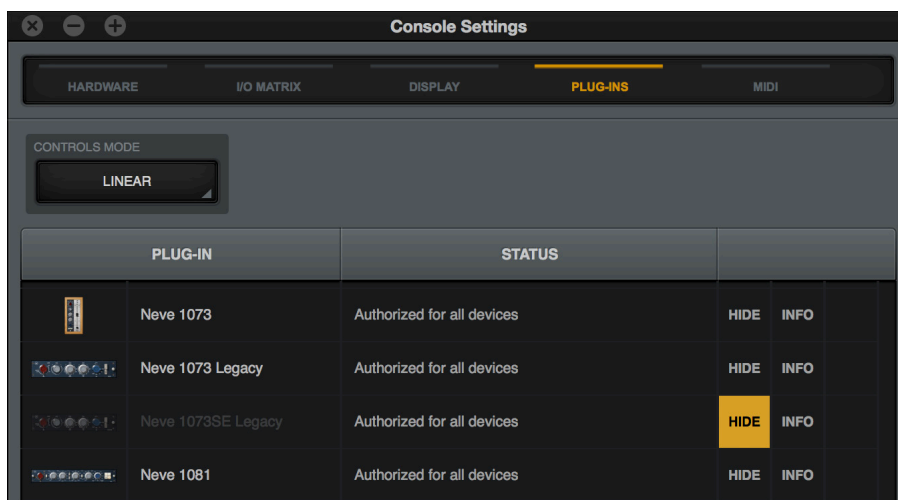 Console Settings
HARDWARE I/O MATRIX DISPLAY PLUG-INS MIDI
CONTROLS MODE
LINEAR
PLUG-IN STATUS
Neve 1073 Authorized for all devices HIDE INFO
Neve 1073 Legacy Authorized for all devices HIDE INFO
Neve 1073SE Legacy Authorized for all devices HIDE INFO
Neve 1081 Authorized for all devices HIDE INFO